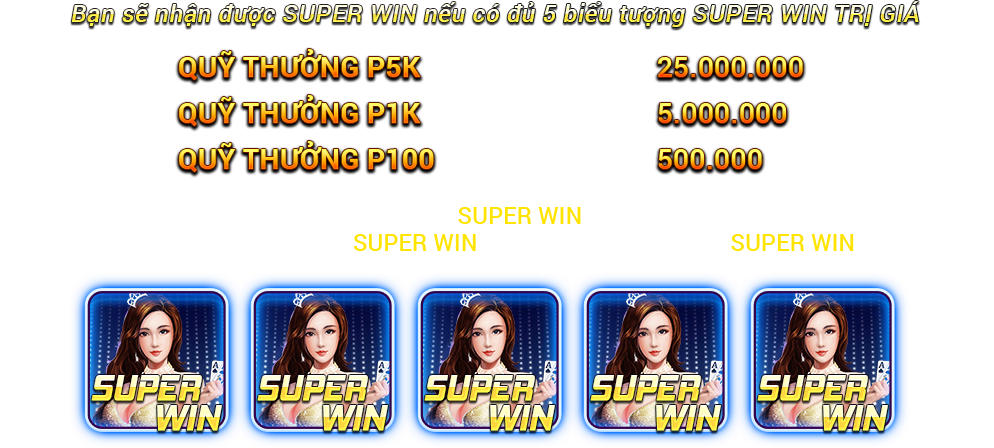 Bạn sẽ nhận được SUPER WIN nếu có đủ 5 biểu tượng SUPER WIN TRỊ GIÁ
QUỸ THƯỞNG P5K 25.000.000
QUỸ THƯỞNG P1K 5.000.000
QUỸ THƯỞNG P100 500.000
SUPER WIN
SUPER WIN SUPER WIN
A A A A A
SUPER SUPER SUPER SUPER SUPER
WIN WIN WIN WIN WIN